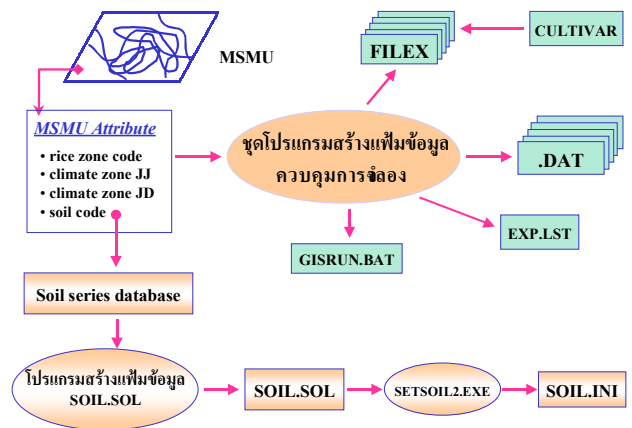 MSMU
FILEX
CULTIVAR
MSMU Attribute
• rice zone code
• climate zone JJ
• climate zone JD
• soil code
ชุดโปรแกรมสร้างแฟ้มข้อมูล
ควบคุมการจำลอง
.DAT
EXP.LST
GISRUN.BAT
Soil series database
โปรแกรมสร้างแฟ้มข้อมูล
SOIL.SOL
SOIL.SOL
SETSOIL2.EXE
SOIL.INI